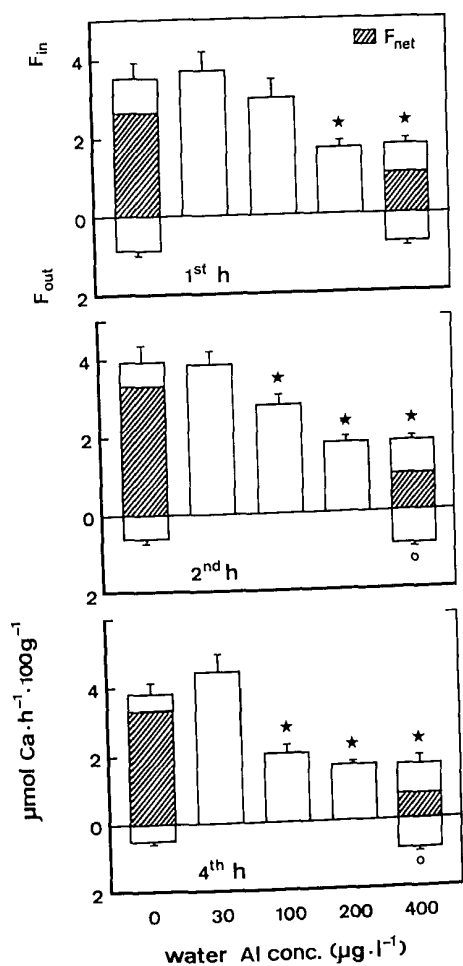 F_in
4
2
0
F_out
2
F_net
★ ★
1st h
4
2
0
2
★ ★ ★
o
2nd h
4
2
0
2
★ ★ ★
o
4th h
µmol Ca·h⁻¹·100g⁻¹
0 30 100 200 400
water Al conc. (µg·l⁻¹)